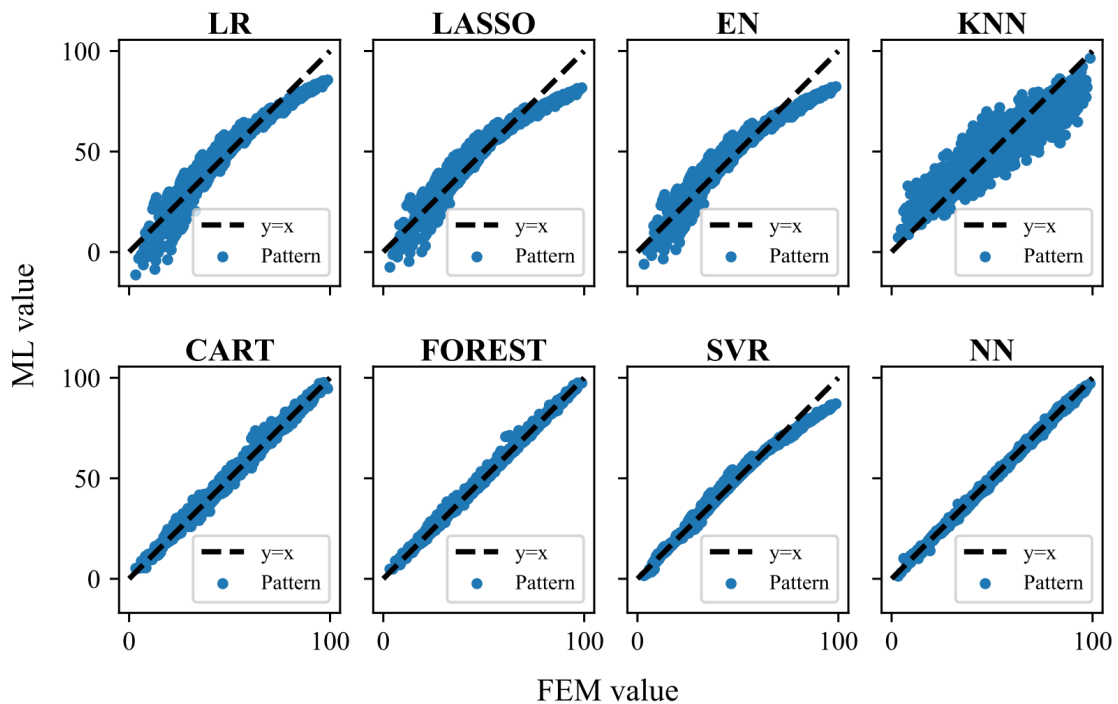 LR LASSO EN KNN
100
50
0
y=x
Pattern
y=x
Pattern
y=x
Pattern
ML value
CART FOREST SVR NN
100
50
0
y=x
Pattern
y=x
Pattern
y=x
Pattern
y=x
Pattern
y=x
Pattern
0 100 0 100 0 100 0 100
FEM value